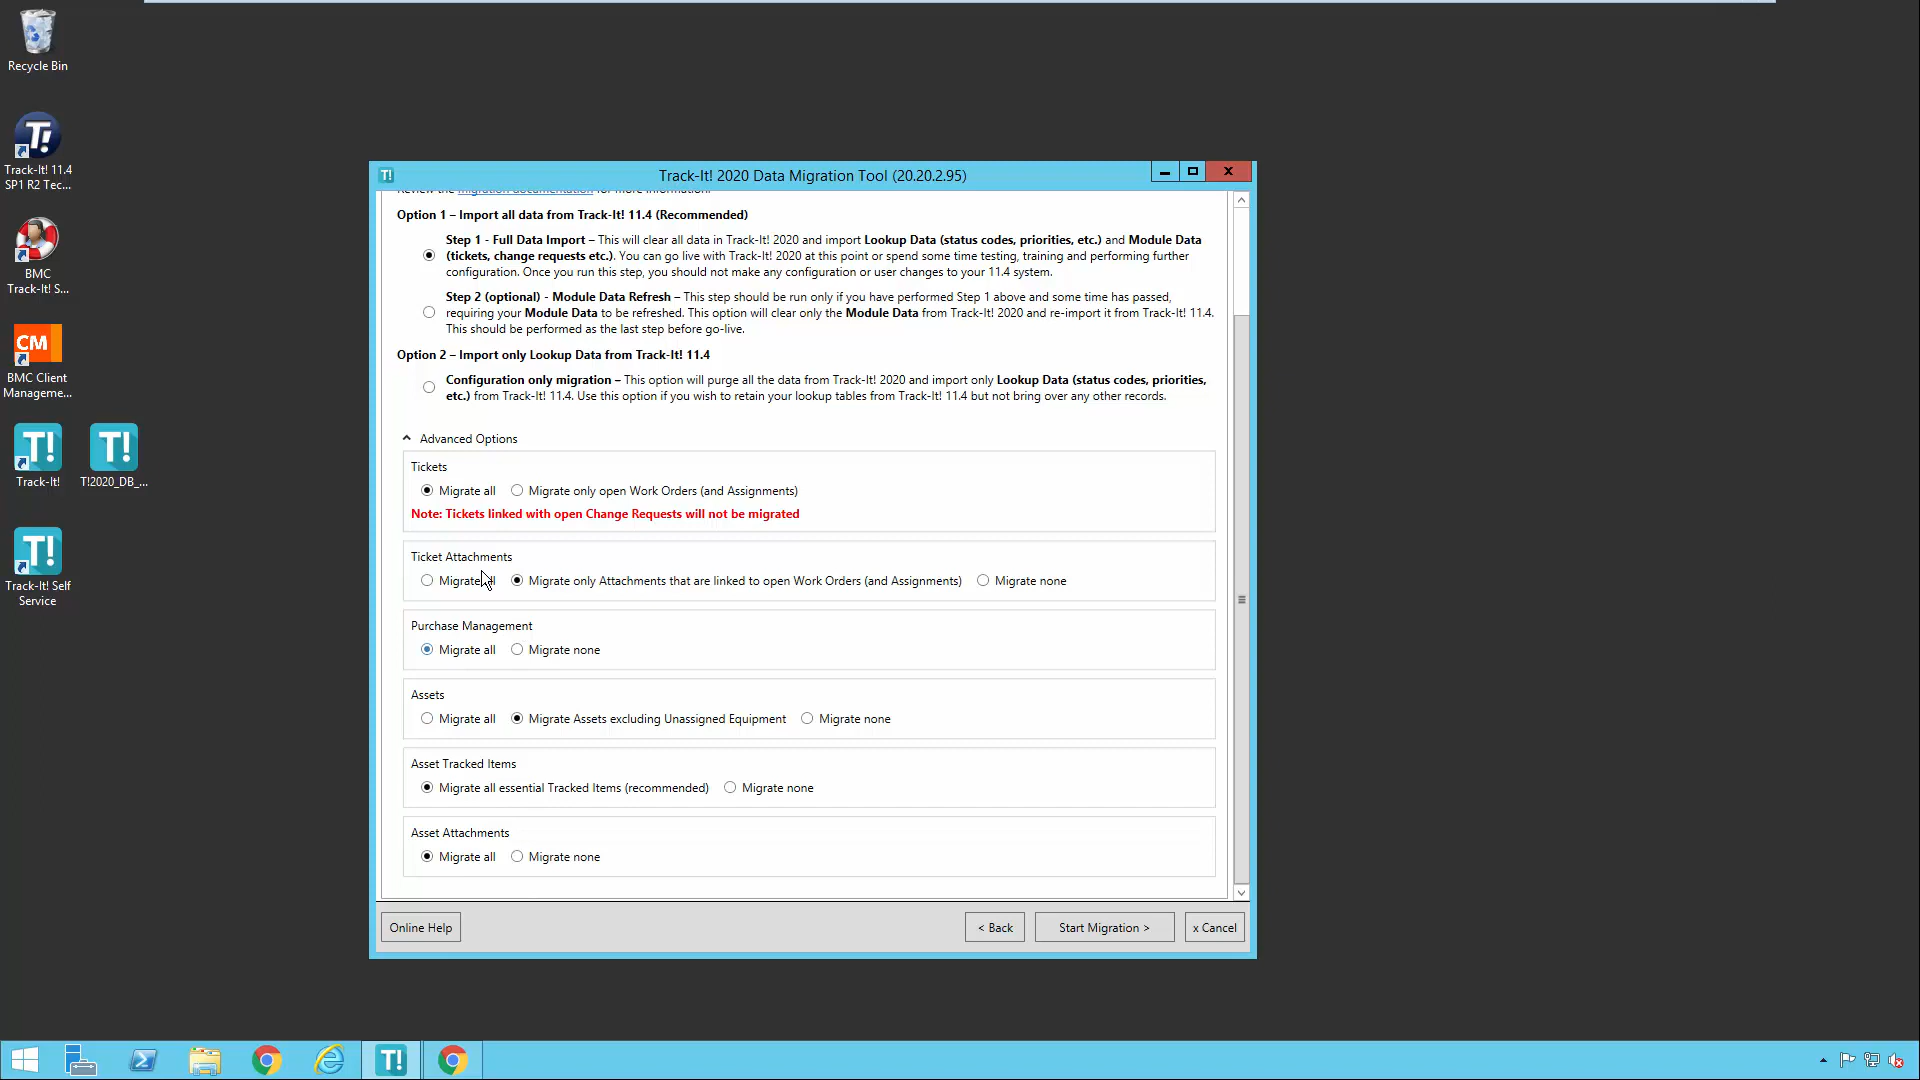 Recycle Bin
Track-It! 11.4
SP1 R2 Tec...
BMC
Track-It! S...
CM
BMC Client
Manageme...
T!
Track-It!
T!
T!2020_DB_...
T!
Track-It! Self
Service
T!
Track-It! 2020 Data Migration Tool (20.20.2.95)
Review the migration documentation for more information.
Option 1 – Import all data from Track-It! 11.4 (Recommended)
Step 1 - Full Data Import – This will clear all data in Track-It! 2020 and import Lookup Data (status codes, priorities, etc.) and Module Data
(tickets, change requests etc.). You can go live with Track-It! 2020 at this point or spend some time testing, training and performing further
configuration. Once you run this step, you should not make any configuration or user changes to your 11.4 system.
Step 2 (optional) - Module Data Refresh – This step should be run only if you have performed Step 1 above and some time has passed,
requiring your Module Data to be refreshed. This option will clear only the Module Data from Track-It! 2020 and re-import it from Track-It! 11.4.
This should be performed as the last step before go-live.
Option 2 – Import only Lookup Data from Track-It! 11.4
Configuration only migration – This option will purge all the data from Track-It! 2020 and import only Lookup Data (status codes, priorities,
etc.) from Track-It! 11.4. Use this option if you wish to retain your lookup tables from Track-It! 11.4 but not bring over any other records.
Advanced Options
Tickets
Migrate all Migrate only open Work Orders (and Assignments)
Note: Tickets linked with open Change Requests will not be migrated
Ticket Attachments
Migrate all Migrate only Attachments that are linked to open Work Orders (and Assignments) Migrate none
Purchase Management
Migrate all Migrate none
Assets
Migrate all Migrate Assets excluding Unassigned Equipment Migrate none
Asset Tracked Items
Migrate all essential Tracked Items (recommended) Migrate none
Asset Attachments
Migrate all Migrate none
Online Help < Back Start Migration > x Cancel
T!